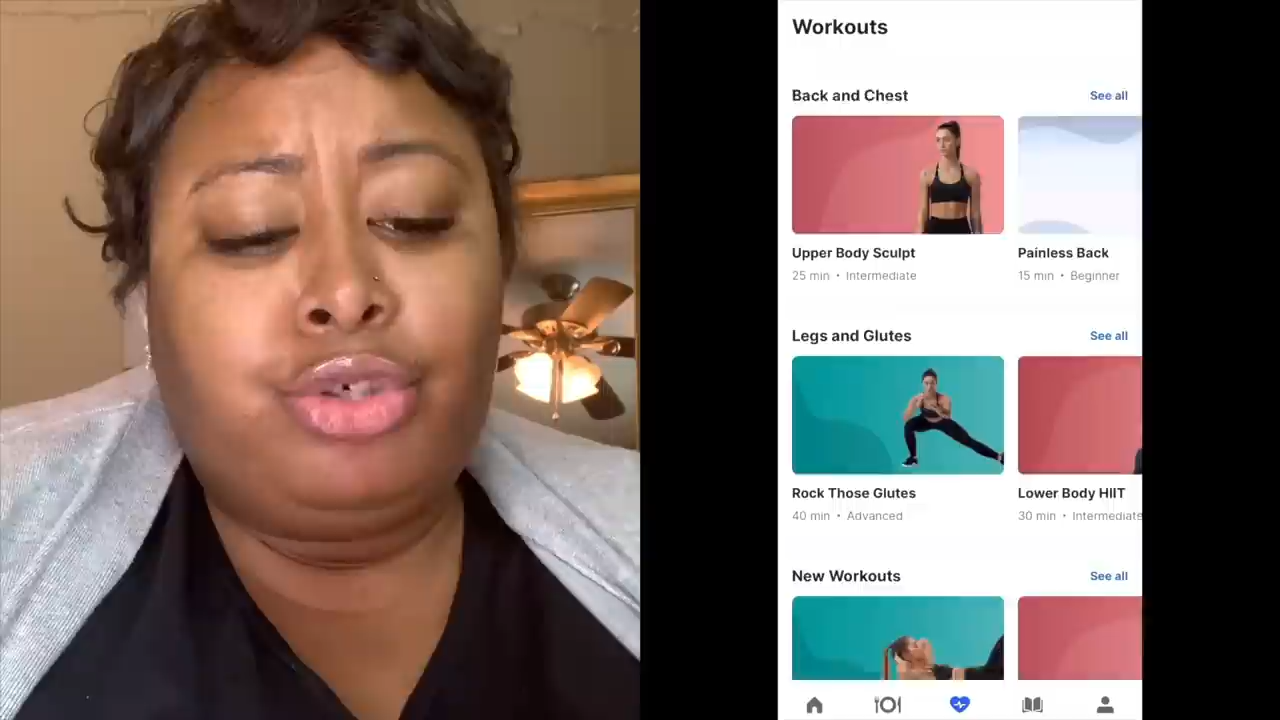 Workouts
Back and Chest See all
Upper Body Sculpt Painless Back
25 min • Intermediate 15 min • Beginner
Legs and Glutes See all
Rock Those Glutes Lower Body HIIT
40 min • Advanced 30 min • Intermediate
New Workouts See all